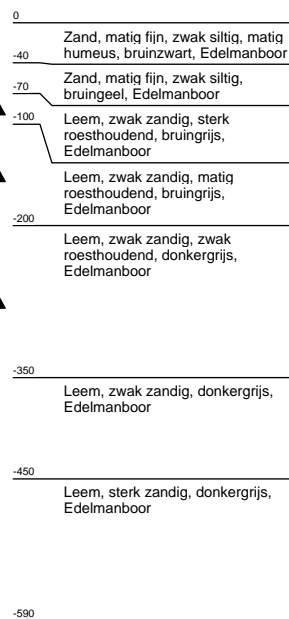 0
Zand, matig fijn, zwak siltig, matig
humeus, bruinzwart, Edelmanboor
-40
Zand, matig fijn, zwak siltig,
bruingeel, Edelmanboor
-70
Leem, zwak zandig, sterk
roesthoudend, bruingrijs,
Edelmanboor
-100
Leem, zwak zandig, matig
roesthoudend, bruingrijs,
Edelmanboor
-200
Leem, zwak zandig, zwak
roesthoudend, donkergrijs,
Edelmanboor
-350
Leem, zwak zandig, donkergrijs,
Edelmanboor
-450
Leem, sterk zandig, donkergrijs,
Edelmanboor
-590